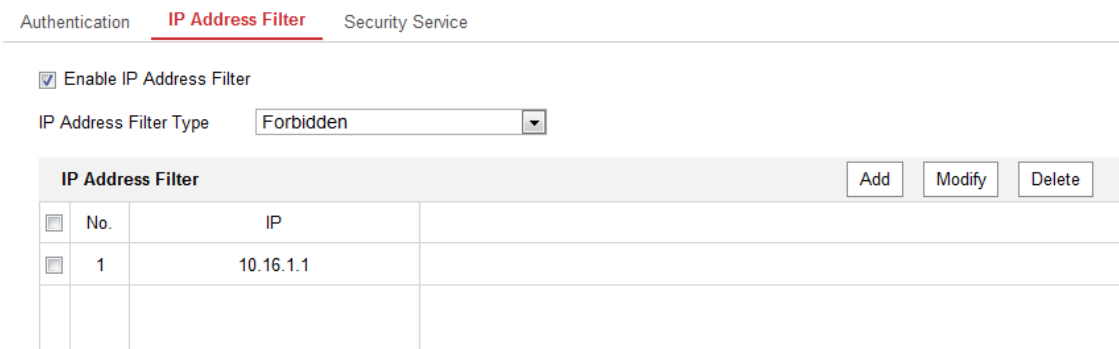 Authentication IP Address Filter Security Service
Enable IP Address Filter
IP Address Filter Type Forbidden
IP Address Filter Add Modify Delete
No. IP
1 10.16.1.1